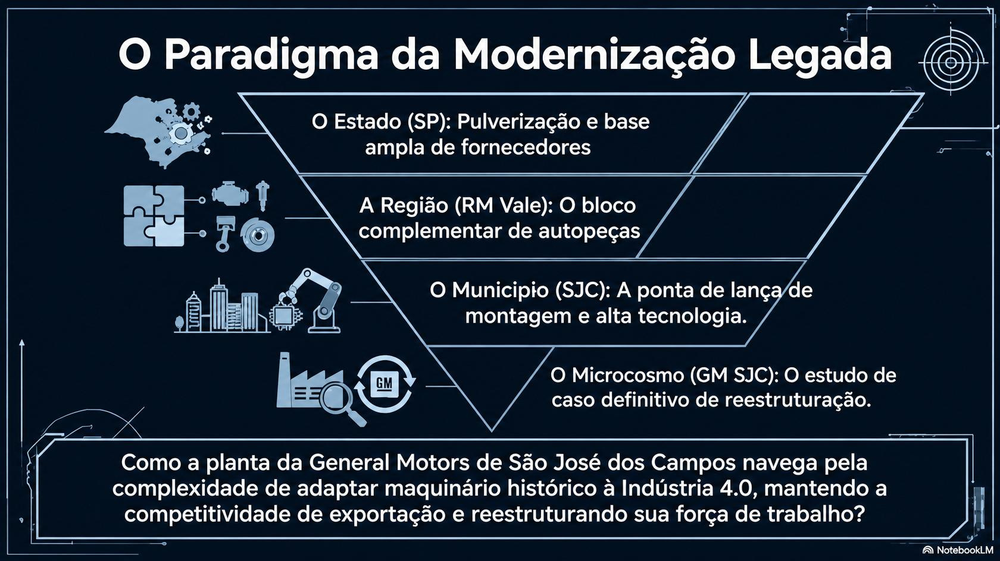 O Paradigma da Modernização Legada
O Estado (SP): Pulverização e base
ampla de fornecedores
A Região (RM Vale): O bloco
complementar de autopeças
O Municipio (SJC): A ponta de lança de
montagem e alta tecnologia.
GM
O Microcosmo (GM SJC): O estudo de
caso definitivo de reestruturação.
Como a planta da General Motors de São José dos Campos navega pela
complexidade de adaptar maquinário histórico à Indústria 4.0, mantendo a
competitividade de exportação e reestruturando sua força de trabalho?
NotebookLM